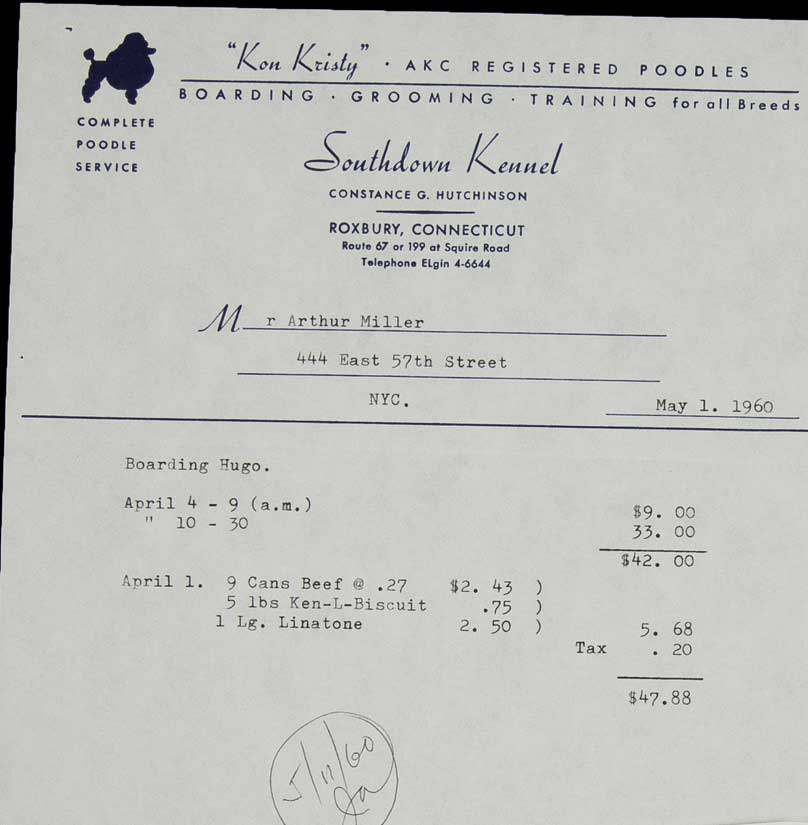 "Kon Kristy" · AKC REGISTERED POODLES
BOARDING · GROOMING · TRAINING for all Breeds
COMPLETE
POODLE
SERVICE
Southdown Kennel
CONSTANCE G. HUTCHINSON
ROXBURY, CONNECTICUT
Route 67 or 199 at Squire Road
Telephone ELgin 4-6644
Mr Arthur Miller
444 East 57th Street
NYC.
May 1. 1960
Boarding Hugo.
April 4 - 9 (a.m.) $9. 00
" 10 - 30 33. 00
$42. 00
April 1. 9 Cans Beef @ .27 $2. 43 )
5 lbs Ken-L-Biscuit .75 )
1 Lg. Linatone 2. 50 ) 5. 68
Tax . 20
$47.88
5/11/60